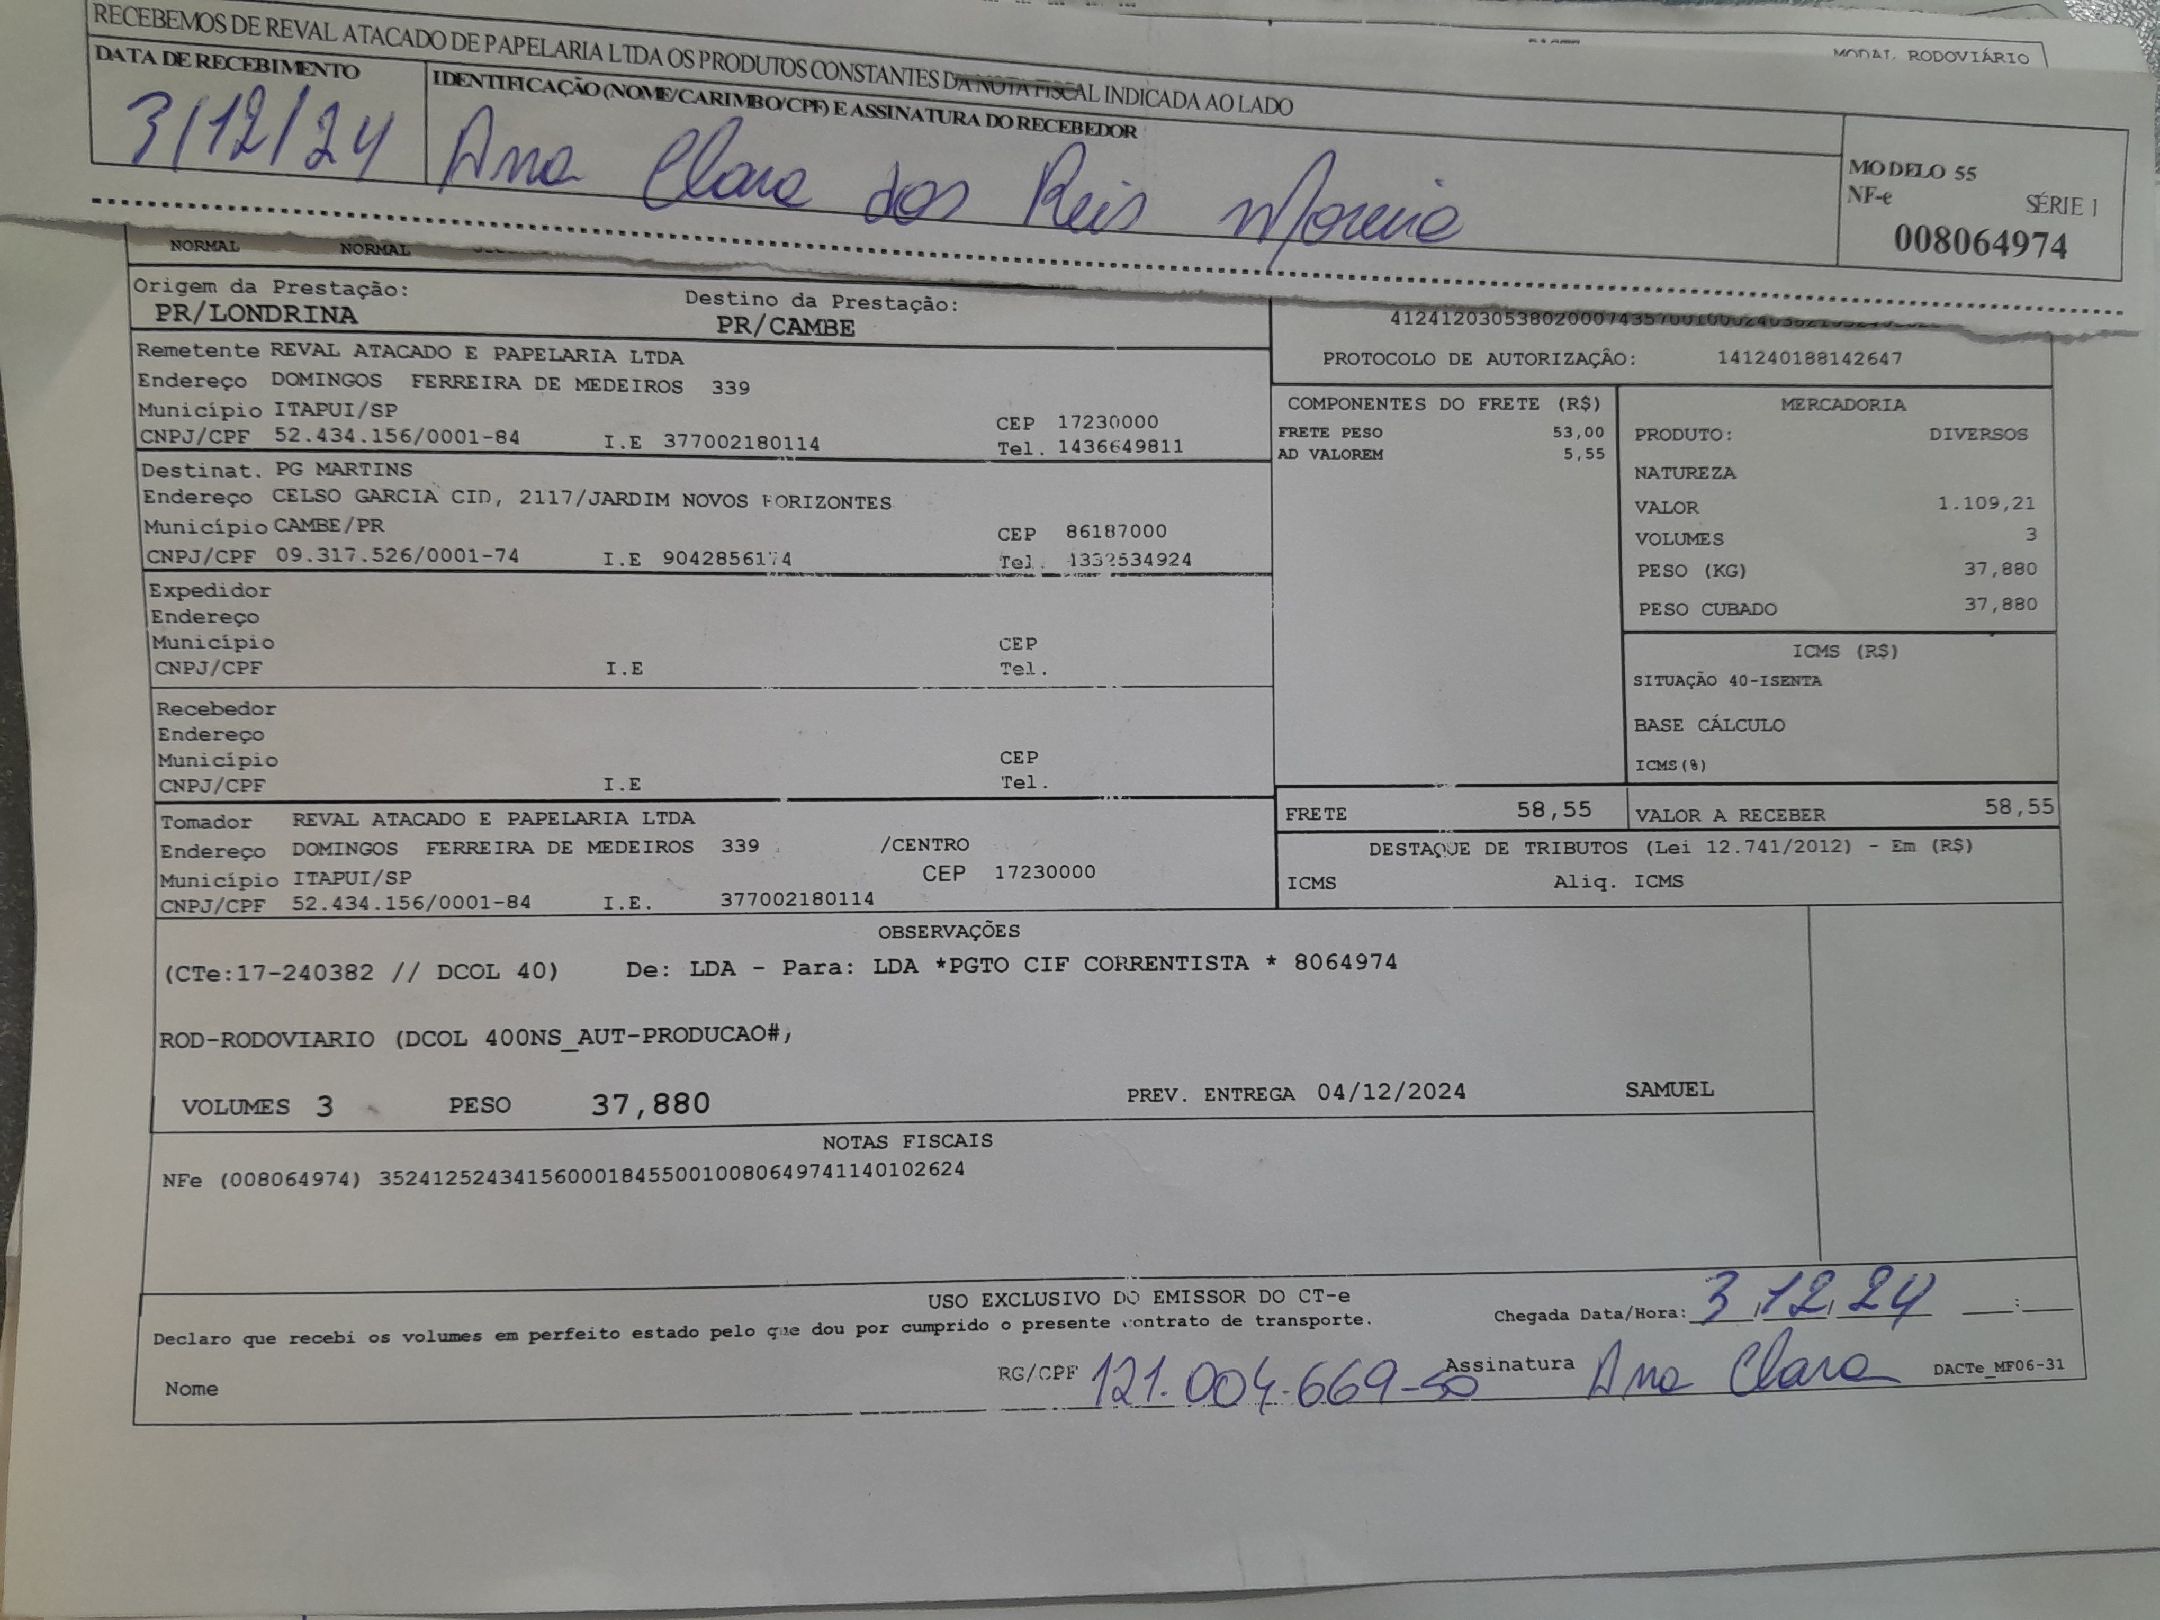 RECEBEMOS DE REVAL ATACADO DE PAPELARIA LTDA OS PRODUTOS CONSTANTES DA NOTA FISCAL INDICADA AO LADO
MODAL RODOVIÁRIO
DATA DE RECEBIMENTO
IDENTIFICAÇÃO (NOME/CARIMBO/CPF) E ASSINATURA DO RECEBEDOR
3/12/24 Ana Clara dos Reis Moreira
MODELO 55
NF-e SÉRIE 1
008064974
NORMAL NORMAL
Origem da Prestação: Destino da Prestação:
PR/LONDRINA PR/CAMBE
Remetente REVAL ATACADO E PAPELARIA LTDA
Endereço DOMINGOS FERREIRA DE MEDEIROS 339
Município ITAPUI/SP CEP 17230000
CNPJ/CPF 52.434.156/0001-84 I.E 377002180114 Tel. 1436649811
Destinat. PG MARTINS
Endereço CELSO GARCIA CID, 2117/JARDIM NOVOS HORIZONTES
Município CAMBE/PR CEP 86187000
CNPJ/CPF 09.317.526/0001-74 I.E 9042856174 Tel. 4332534924
Expedidor
Endereço
Município CEP
CNPJ/CPF I.E Tel.
Recebedor
Endereço
Município CEP
CNPJ/CPF I.E Tel.
Tomador REVAL ATACADO E PAPELARIA LTDA
Endereço DOMINGOS FERREIRA DE MEDEIROS 339 /CENTRO
Município ITAPUI/SP CEP 17230000
CNPJ/CPF 52.434.156/0001-84 I.E. 377002180114
PROTOCOLO DE AUTORIZAÇÃO: 141240188142647
COMPONENTES DO FRETE (R$)
FRETE PESO 53,00
AD VALOREM 5,55
MERCADORIA
PRODUTO: DIVERSOS
NATUREZA
VALOR 1.109,21
VOLUMES 3
PESO (KG) 37,880
PESO CUBADO 37,880
ICMS (R$)
SITUAÇÃO 40-ISENTA
BASE CÁLCULO
ICMS(%)
FRETE 58,55 VALOR A RECEBER 58,55
DESTAQUE DE TRIBUTOS (Lei 12.741/2012) - Em (R$)
ICMS Aliq. ICMS
OBSERVAÇÕES
(CTe:17-240382 // DCOL 40) De: LDA - Para: LDA *PGTO CIF CORRENTISTA * 8064974
ROD-RODOVIARIO (DCOL 400NS_AUT-PRODUCAO#)
VOLUMES 3 PESO 37,880 PREV. ENTREGA 04/12/2024 SAMUEL
NOTAS FISCAIS
NFe (008064974) 35241252434156000184550010080649741140102624
USO EXCLUSIVO DO EMISSOR DO CT-e
Declaro que recebi os volumes em perfeito estado pelo que dou por cumprido o presente contrato de transporte.
Chegada Data/Hora: 3/12/24 __:__
Nome RG/CPF 121.004.669-50 Assinatura Ana Clara DACTe_MF06-31